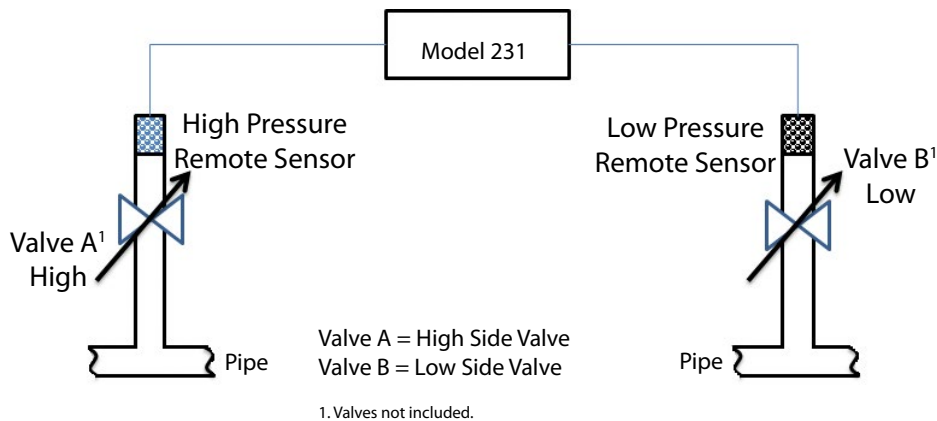 Model 231
High Pressure
Remote Sensor
Low Pressure
Remote Sensor
Valve B¹
Low
Valve A¹
High
Valve A = High Side Valve
Valve B = Low Side Valve
Pipe
Pipe
1. Valves not included.